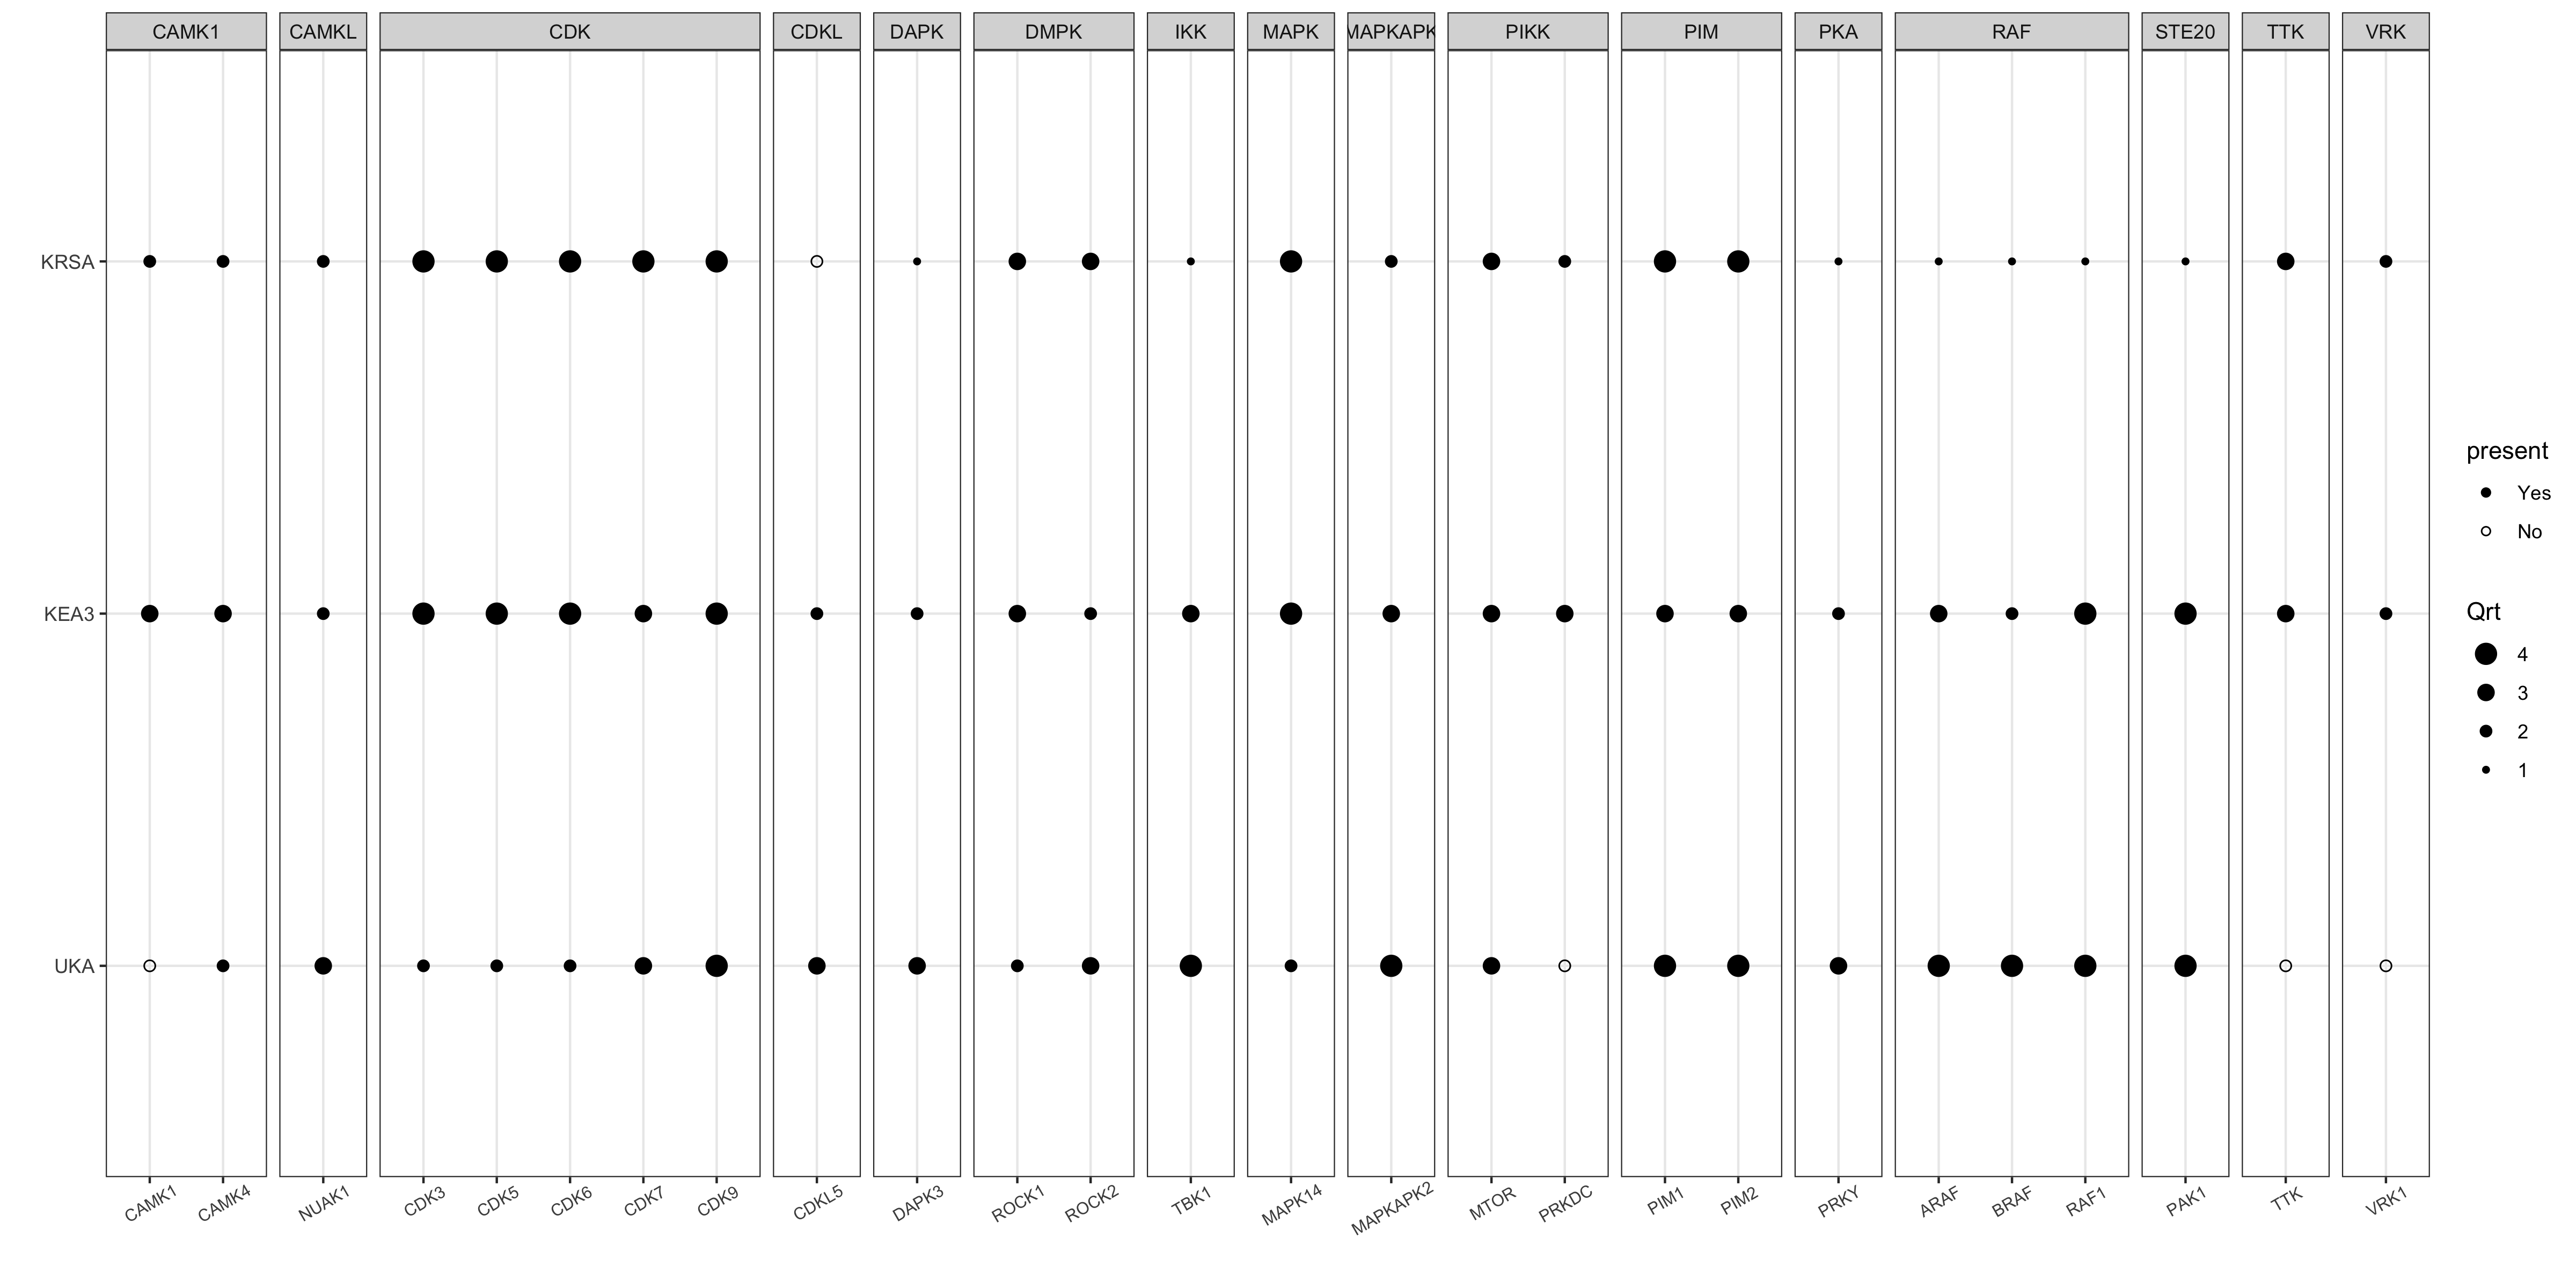 CAMK1 CAMKL CDK CDKL DAPK DMPK IKK MAPK MAPKAPK PIKK PIM PKA RAF STE20 TTK VRK
KRSA
KEA3
UKA
CAMK1 CAMK4 NUAK1 CDK3 CDK5 CDK6 CDK7 CDK9 CDKL5 DAPK3 ROCK1 ROCK2 TBK1 MAPK14 MAPKAPK2 MTOR PRKDC PIM1 PIM2 PRKY ARAF BRAF RAF1 PAK1 TTK VRK1
present
Yes
No
Qrt
4
3
2
1